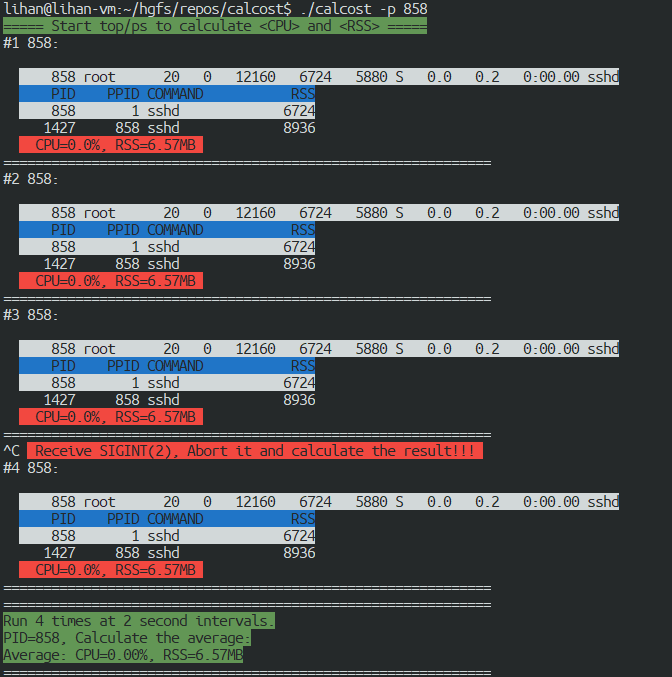 lihan@lihan-vm:~/hgfs/repos/calcost$ ./calcost -p 858
===== Start top/ps to calculate <CPU> and <RSS> =====
#1 858:
858 root 20 0 12160 6724 5880 S 0.0 0.2 0:00.00 sshd
PID PPID COMMAND RSS
858 1 sshd 6724
1427 858 sshd 8936
CPU=0.0%, RSS=6.57MB
=============================================================
#2 858:
858 root 20 0 12160 6724 5880 S 0.0 0.2 0:00.00 sshd
PID PPID COMMAND RSS
858 1 sshd 6724
1427 858 sshd 8936
CPU=0.0%, RSS=6.57MB
=============================================================
#3 858:
858 root 20 0 12160 6724 5880 S 0.0 0.2 0:00.00 sshd
PID PPID COMMAND RSS
858 1 sshd 6724
1427 858 sshd 8936
CPU=0.0%, RSS=6.57MB
=============================================================
^C Receive SIGINT(2), Abort it and calculate the result!!!
#4 858:
858 root 20 0 12160 6724 5880 S 0.0 0.2 0:00.00 sshd
PID PPID COMMAND RSS
858 1 sshd 6724
1427 858 sshd 8936
CPU=0.0%, RSS=6.57MB
=============================================================
=============================================================
Run 4 times at 2 second intervals.
PID=858, Calculate the average:
Average: CPU=0.00%, RSS=6.57MB
=============================================================